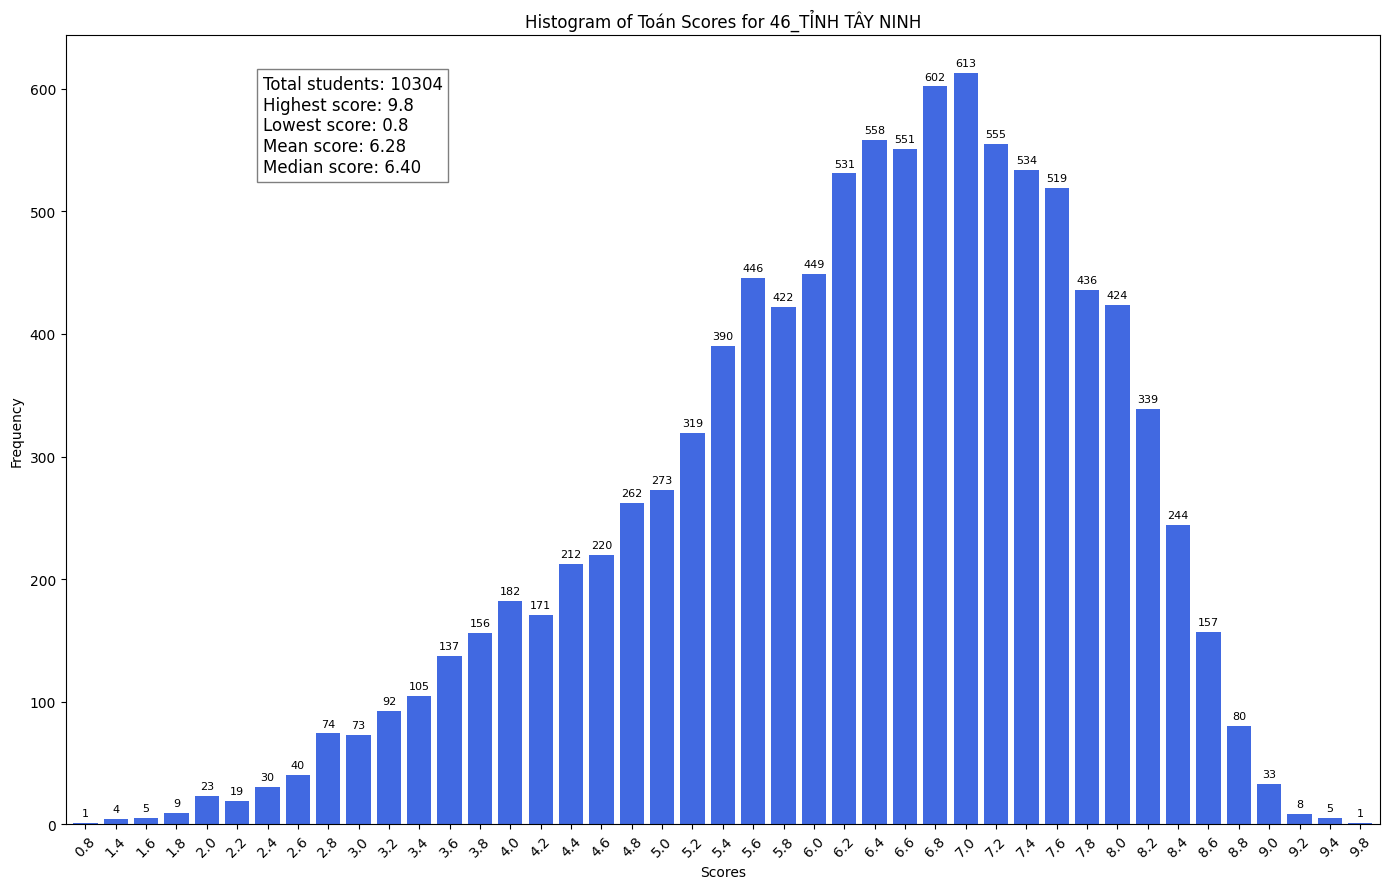 Histogram of Toán Scores for 46_TỈNH TÂY NINH
Total students: 10304
Highest score: 9.8
Lowest score: 0.8
Mean score: 6.28
Median score: 6.40
Frequency
600
500
400
300
200
100
0
1 4 5 9 23 19 30 40 74 73 92 105 137 156 182 171 212 220 262 273 319 390 446 422 449 531 558 551 602 613 555 534 519 436 424 339 244 157 80 33 8 5 1
0.8 1.4 1.6 1.8 2.0 2.2 2.4 2.6 2.8 3.0 3.2 3.4 3.6 3.8 4.0 4.2 4.4 4.6 4.8 5.0 5.2 5.4 5.6 5.8 6.0 6.2 6.4 6.6 6.8 7.0 7.2 7.4 7.6 7.8 8.0 8.2 8.4 8.6 8.8 9.0 9.2 9.4 9.8
Scores